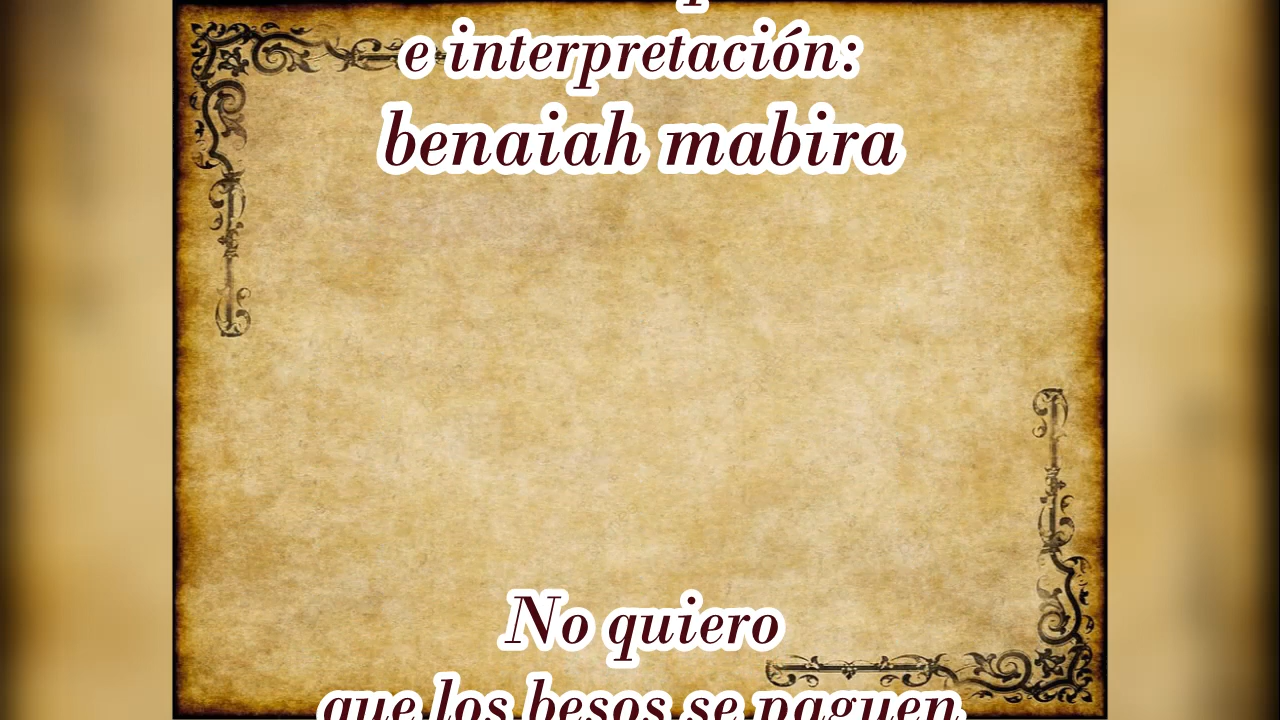 e interpretación:
benaiah mabira
No quiero
que los besos se paguen